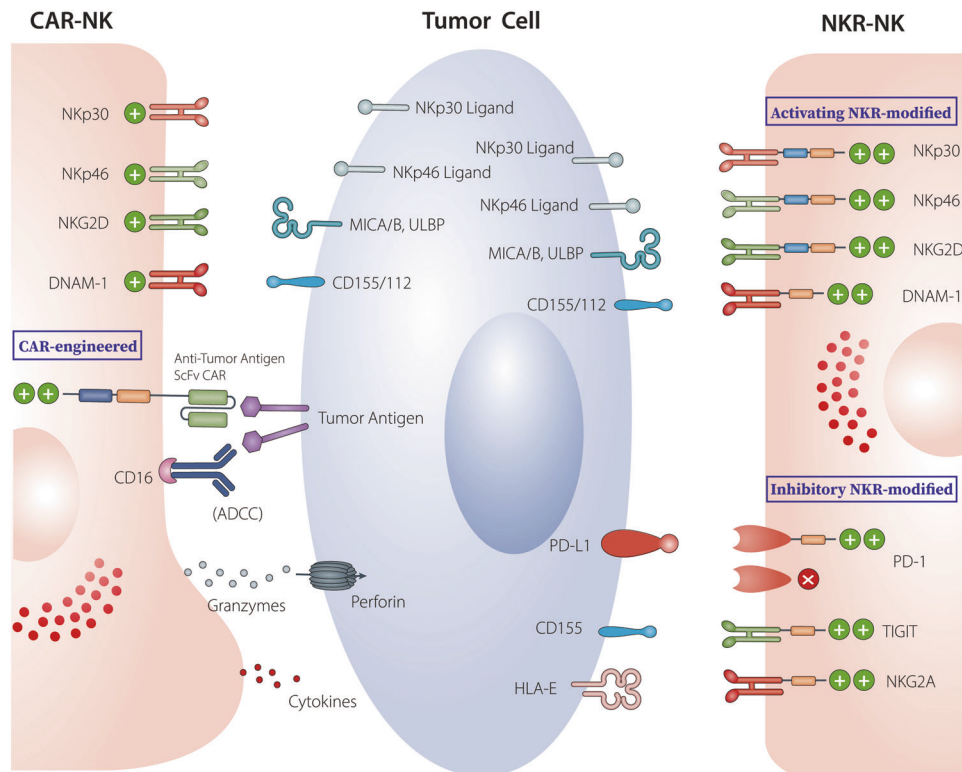 CAR-NK
Tumor Cell
NKR-NK
NKp30
NKp46
NKG2D
DNAM-1
CAR-engineered
Anti-Tumor Antigen
ScFv CAR
CD16
(ADCC)
Granzymes
Perforin
Cytokines
NKp30 Ligand
NKp46 Ligand
MICA/B, ULBP
CD155/112
Tumor Antigen
NKp30 Ligand
NKp46 Ligand
MICA/B, ULBP
CD155/112
PD-L1
CD155
HLA-E
Activating NKR-modified
NKp30
NKp46
NKG2D
DNAM-1
Inhibitory NKR-modified
PD-1
TIGIT
NKG2A